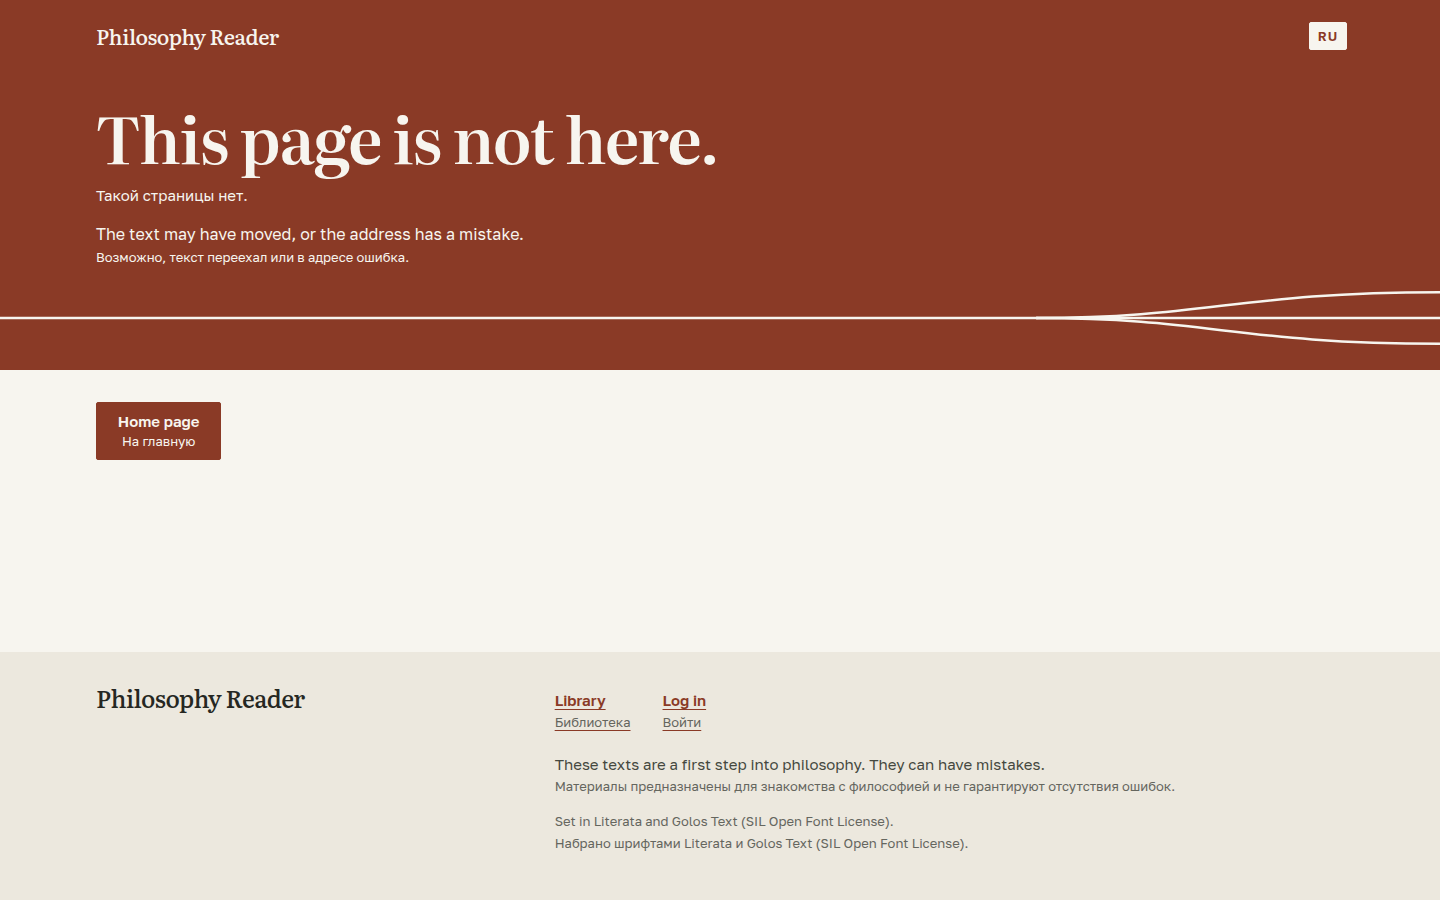 Philosophy Reader
RU
This page is not here.
Такой страницы нет.
The text may have moved, or the address has a mistake.
Возможно, текст переехал или в адресе ошибка.
Home page
На главную
Philosophy Reader
Library
Библиотека
Log in
Войти
These texts are a first step into philosophy. They can have mistakes.
Материалы предназначены для знакомства с философией и не гарантируют отсутствия ошибок.
Set in Literata and Golos Text (SIL Open Font License).
Набрано шрифтами Literata и Golos Text (SIL Open Font License).